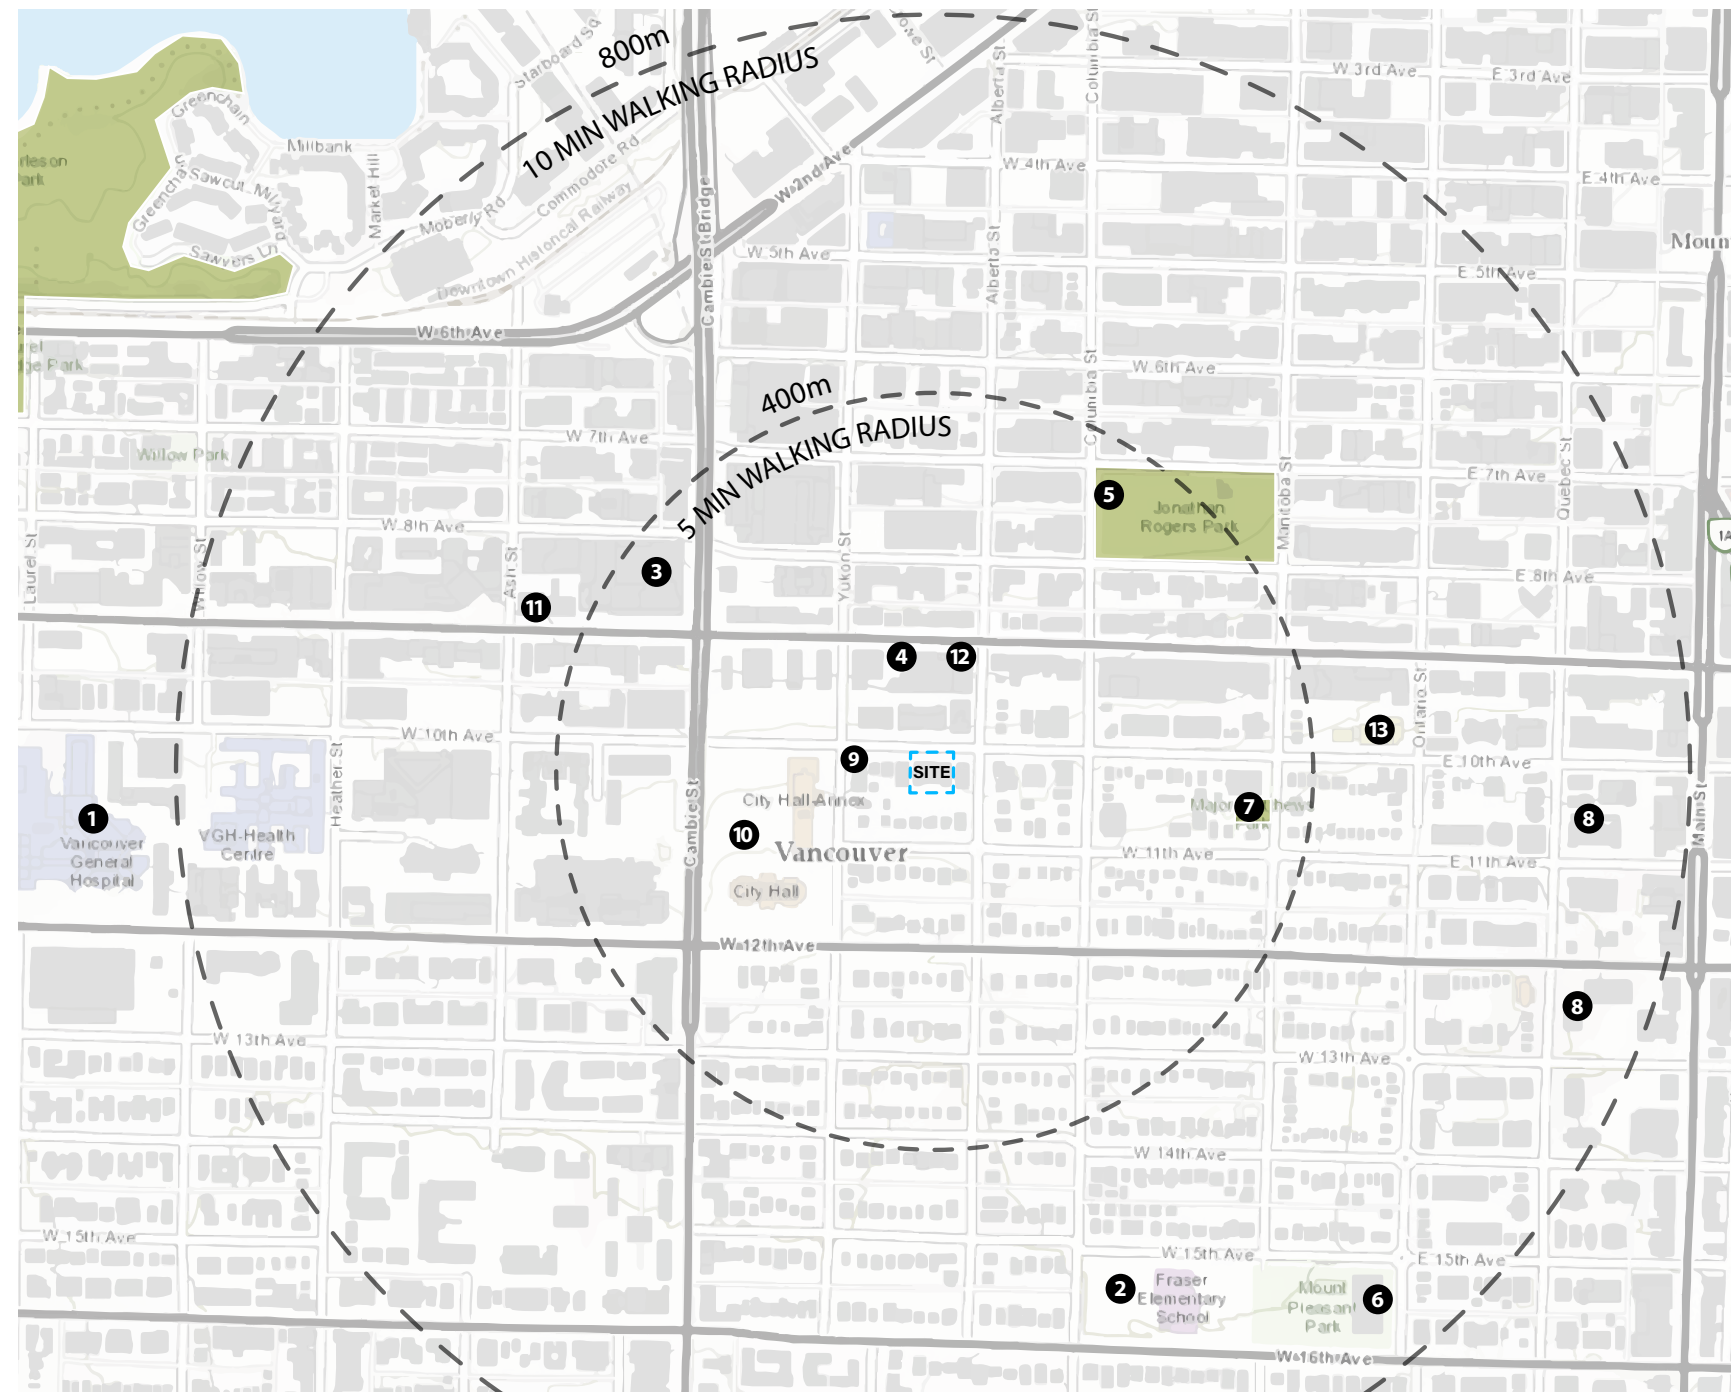 800m
10 MIN WALKING RADIUS
Starboard Sq
Columbia St
Alberta St
W 3rd Ave
E 3rd Ave
Greenchain
Millbank
Market Hill
Commodore Rd
W 2nd Ave
W 4th Ave
E 4th Ave
Park
Sawcut
Moberly Rd
Downtown Historical Railway
Cambie St Bridge
Sawyers Ln
W 5th Ave
Alberta St
E 5th Ave
Moun
W 6th Ave
Park
400m
5 MIN WALKING RADIUS
Columbia St
W 6th Ave
Willow Park
W 7th Ave
E 7th Ave
Quebec St
5
Jonathan
Rogers Park
Manitoba St
W 8th Ave
Laurel St
Willow St
Ash St
3
11
Yukon St
E 8th Ave
1A
4
12
Ontario St
13
W 10th Ave
Heather St
9
SITE
E 10th Ave
Main St
Cambie St
City Hall Annex
10
Vancouver
City Hall
7
Park
8
1
Vancouver
General
Hospital
VGH-Health
Centre
W 11th Ave
E 11th Ave
W 12th Ave
8
W 13th Ave
W 13th Ave
W 14th Ave
W 15th Ave
W 15th Ave
E 15th Ave
2
Fraser
Elementary
School
Mount
Pleasant
Park
6
W 16th Ave